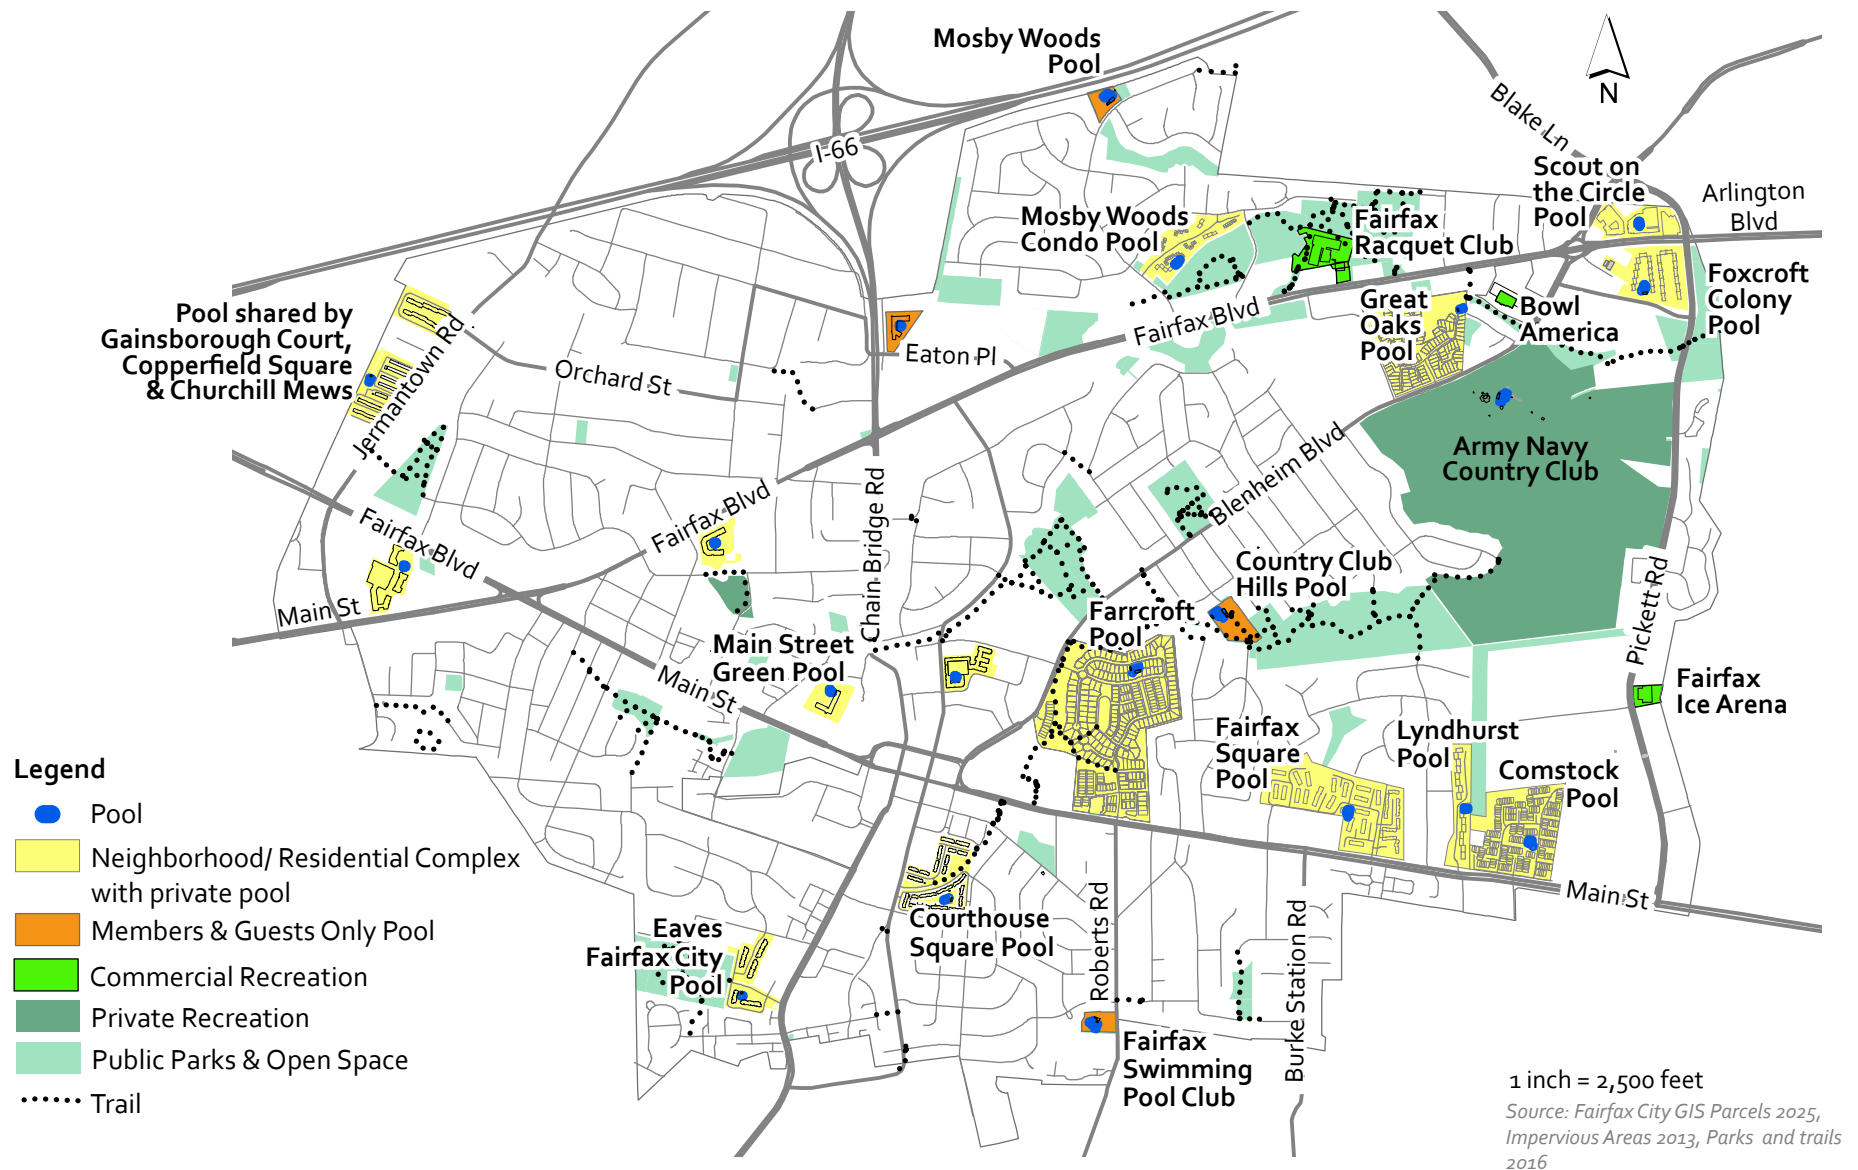 Mosby Woods
Pool
N
Blake Ln
I-66
Scout on
the Circle
Pool
Arlington
Blvd
Mosby Woods
Condo Pool
Fairfax
Racquet Club
Foxcroft
Colony
Pool
Great
Oaks
Pool
Bowl
America
Pool shared by
Gainsborough Court,
Copperfield Square
& Churchill Mews
Jermantown Rd
Orchard St
Eaton Pl
Fairfax Blvd
Army Navy
Country Club
Blenheim Blvd
Chain Bridge Rd
Fairfax Blvd
Fairfax Blvd
Main St
Country Club
Hills Pool
Farrcroft
Pool
Pickett Rd
Main Street
Green Pool
Main St
Fairfax
Ice Arena
Fairfax
Square
Pool
Lyndhurst
Pool
Comstock
Pool
Main St
Courthouse
Square Pool
Eaves
Fairfax City
Pool
Roberts Rd
Burke Station Rd
Fairfax
Swimming
Pool Club
Legend
Pool
Neighborhood/ Residential Complex
with private pool
Members & Guests Only Pool
Commercial Recreation
Private Recreation
Public Parks & Open Space
Trail
1 inch = 2,500 feet
Source: Fairfax City GIS Parcels 2025,
Impervious Areas 2013, Parks and trails
2016